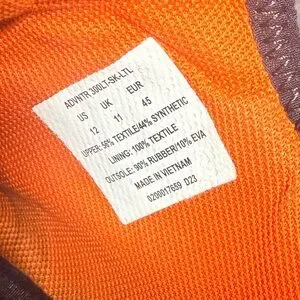 ADVNTR 300LT-SK-LTL
US UK EUR
12 11 45
UPPER: 56% TEXTILE/44% SYNTHETIC
LINING: 100% TEXTILE
OUTSOLE: 90% RUBBER/10% EVA
MADE IN VIETNAM
0206017659 D23